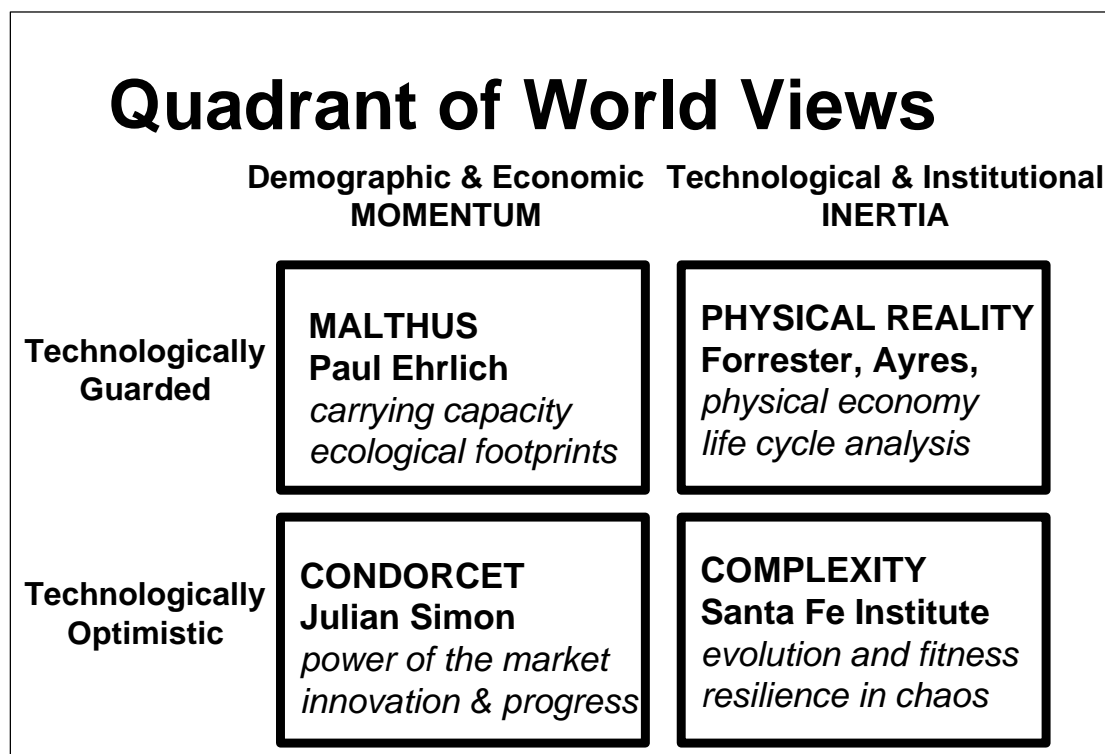 Quadrant of World Views
Demographic & Economic
MOMENTUM
Technological & Institutional
INERTIA
Technologically
Guarded
MALTHUS
Paul Ehrlich
carrying capacity
ecological footprints
PHYSICAL REALITY
Forrester, Ayres,
physical economy
life cycle analysis
Technologically
Optimistic
CONDORCET
Julian Simon
power of the market
innovation & progress
COMPLEXITY
Santa Fe Institute
evolution and fitness
resilience in chaos